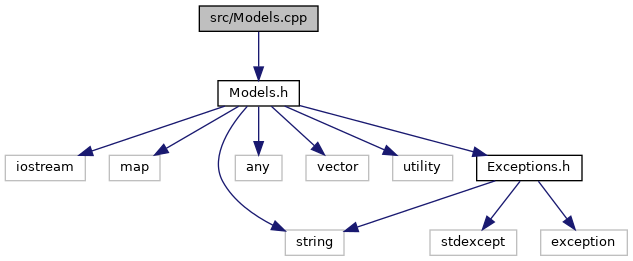 src/Models.cpp
Models.h
iostream
map
any
vector
utility
Exceptions.h
string
stdexcept
exception